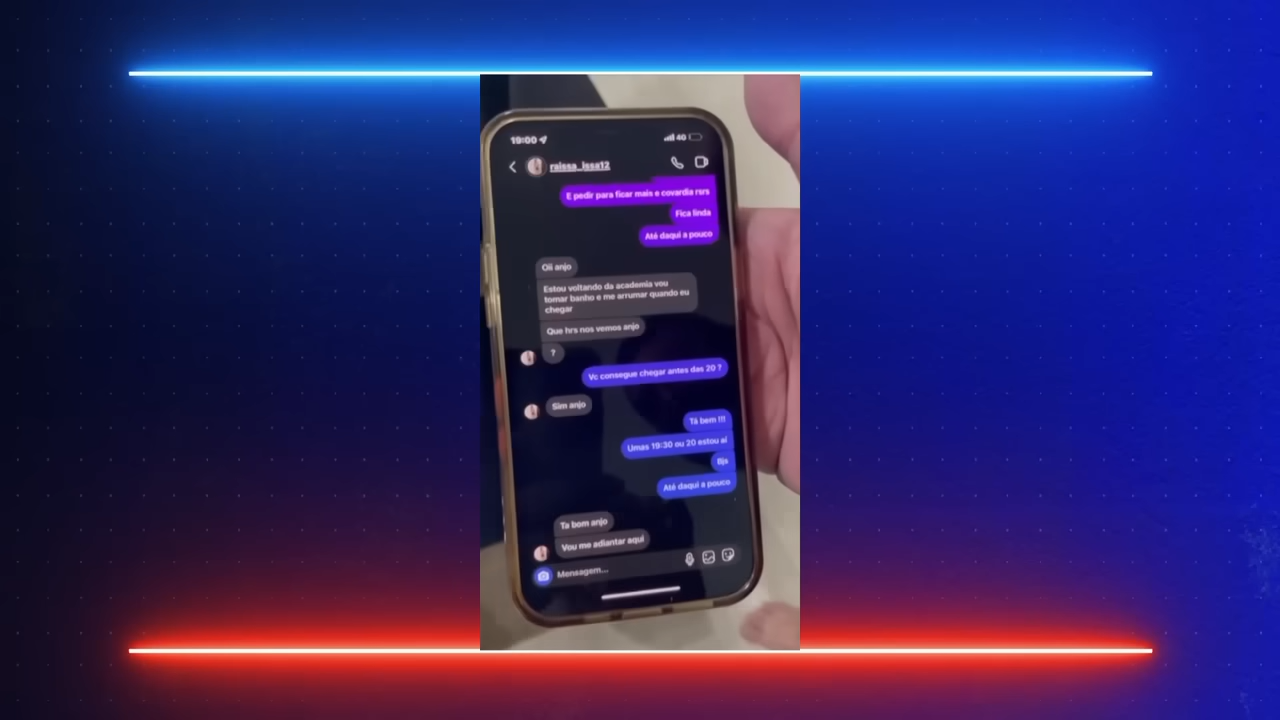 19:00
4G
raissa_issa12
E pedir para ficar mais e covardia rsrs
Fica linda
Até daqui a pouco
Oii anjo
Estou voltando da academia vou
tomar banho e me arrumar quando eu
chegar
Que hrs nos vemos anjo
?
Vc consegue chegar antes das 20 ?
Sim anjo
Tá bem !!!
Umas 19:30 ou 20 estou aí
Bjs
Até daqui a pouco
Ta bom anjo
Vou me adiantar aqui
Mensagem...